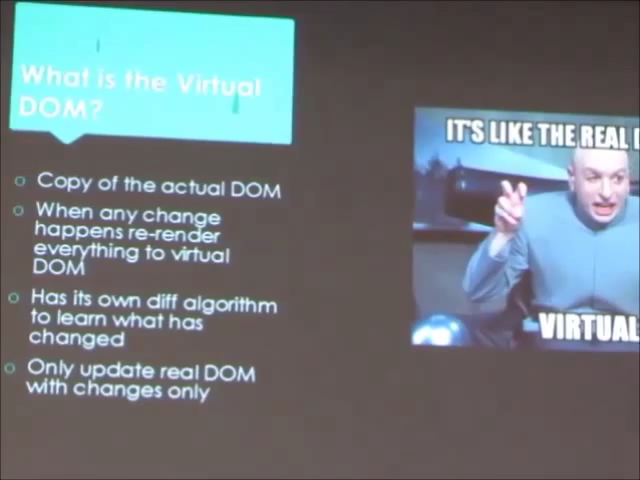 What is the Virtual
DOM?
Copy of the actual DOM
When any change
happens re-render
everything to virtual
DOM
Has its own diff algorithm
to learn what has
changed
Only update real DOM
with changes only
IT'S LIKE THE REAL
VIRTUAL